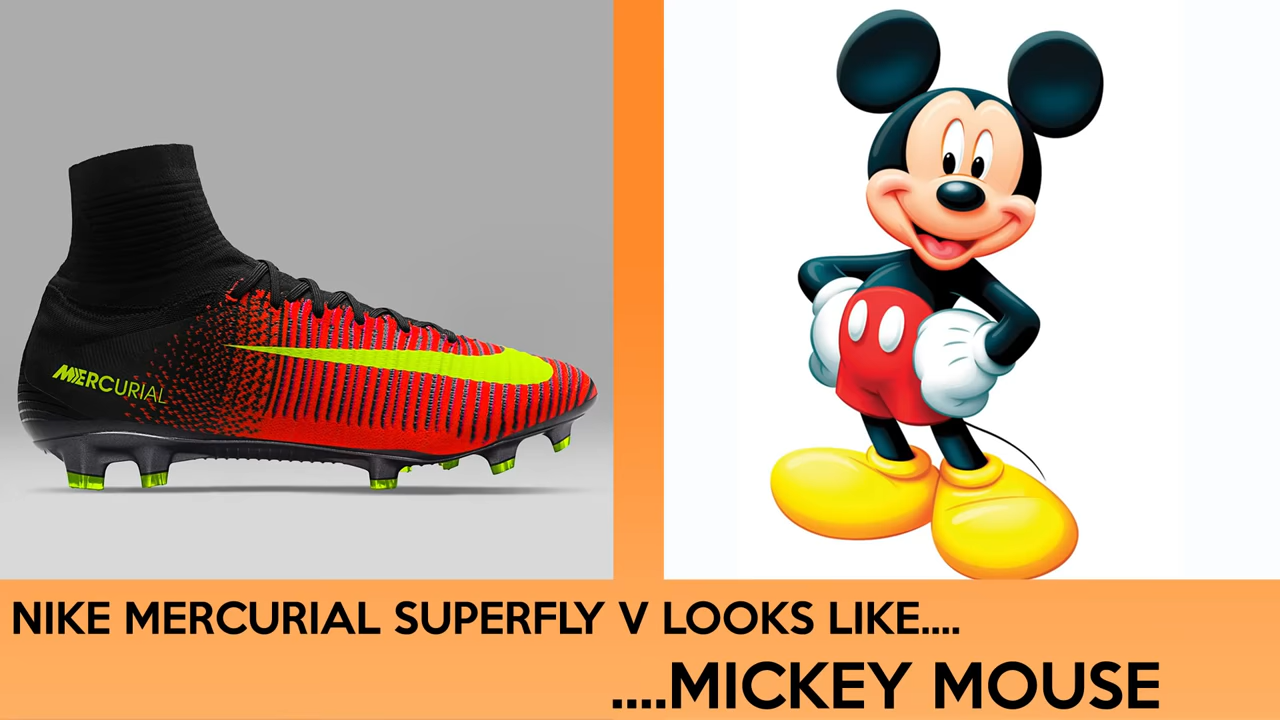 MERCURIAL
NIKE MERCURIAL SUPERFLY V LOOKS LIKE....
....MICKEY MOUSE